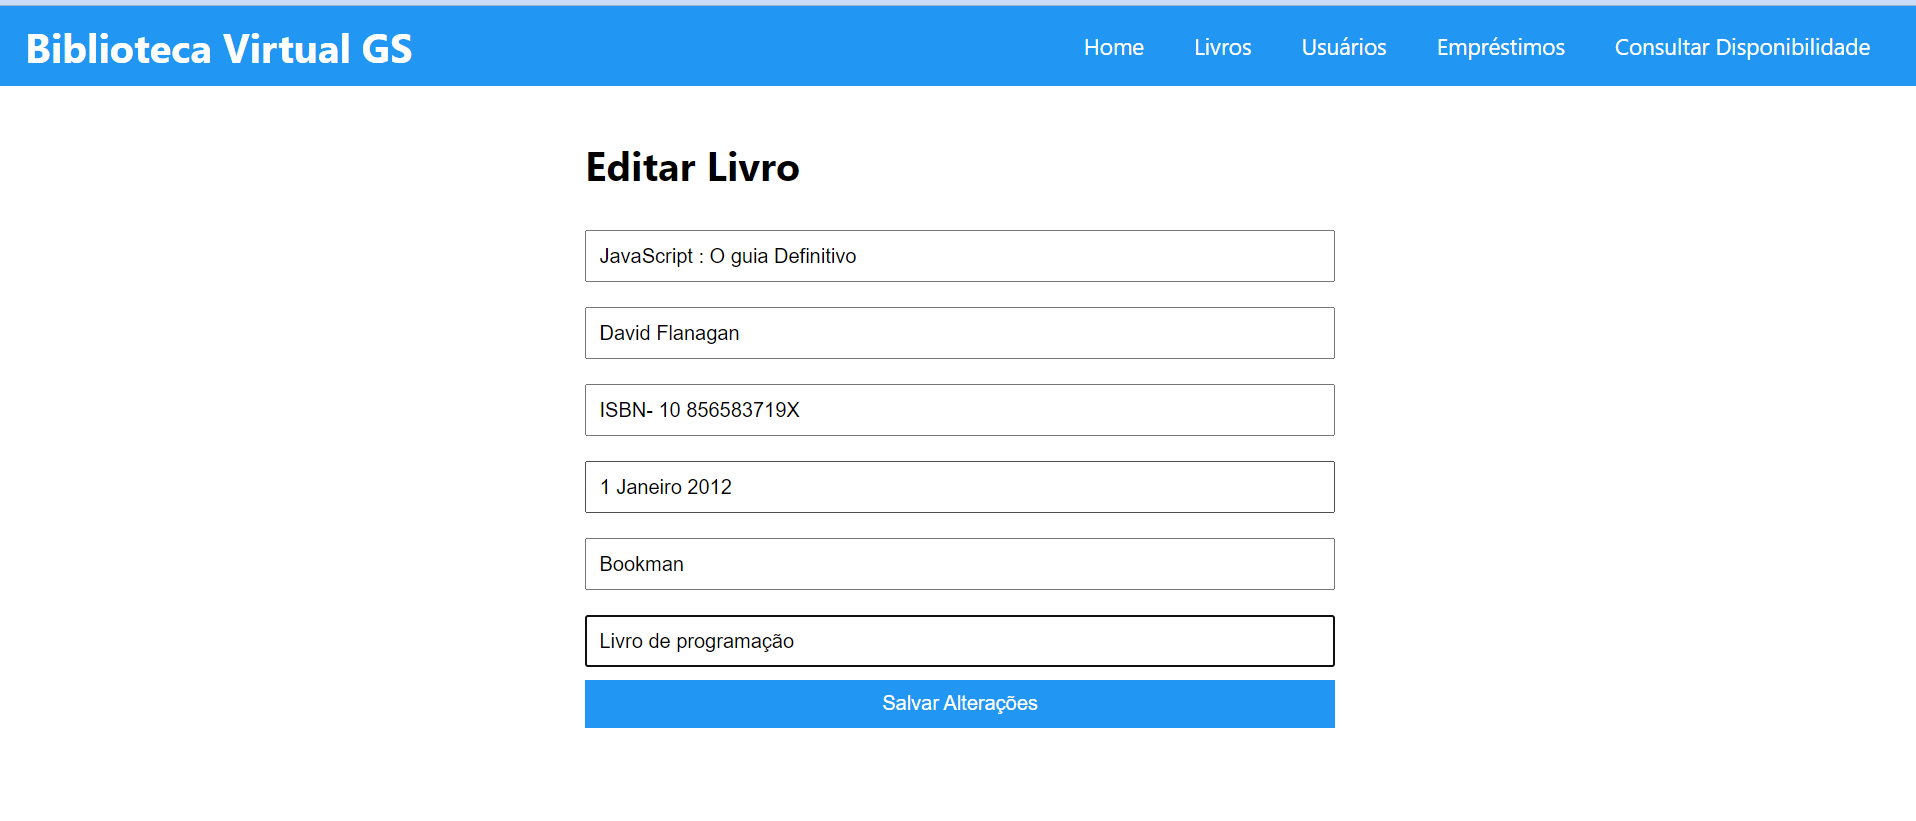 Biblioteca Virtual GS
Home Livros Usuários Empréstimos Consultar Disponibilidade
Editar Livro
JavaScript : O guia Definitivo
David Flanagan
ISBN- 10 856583719X
1 Janeiro 2012
Bookman
Livro de programação
Salvar Alterações